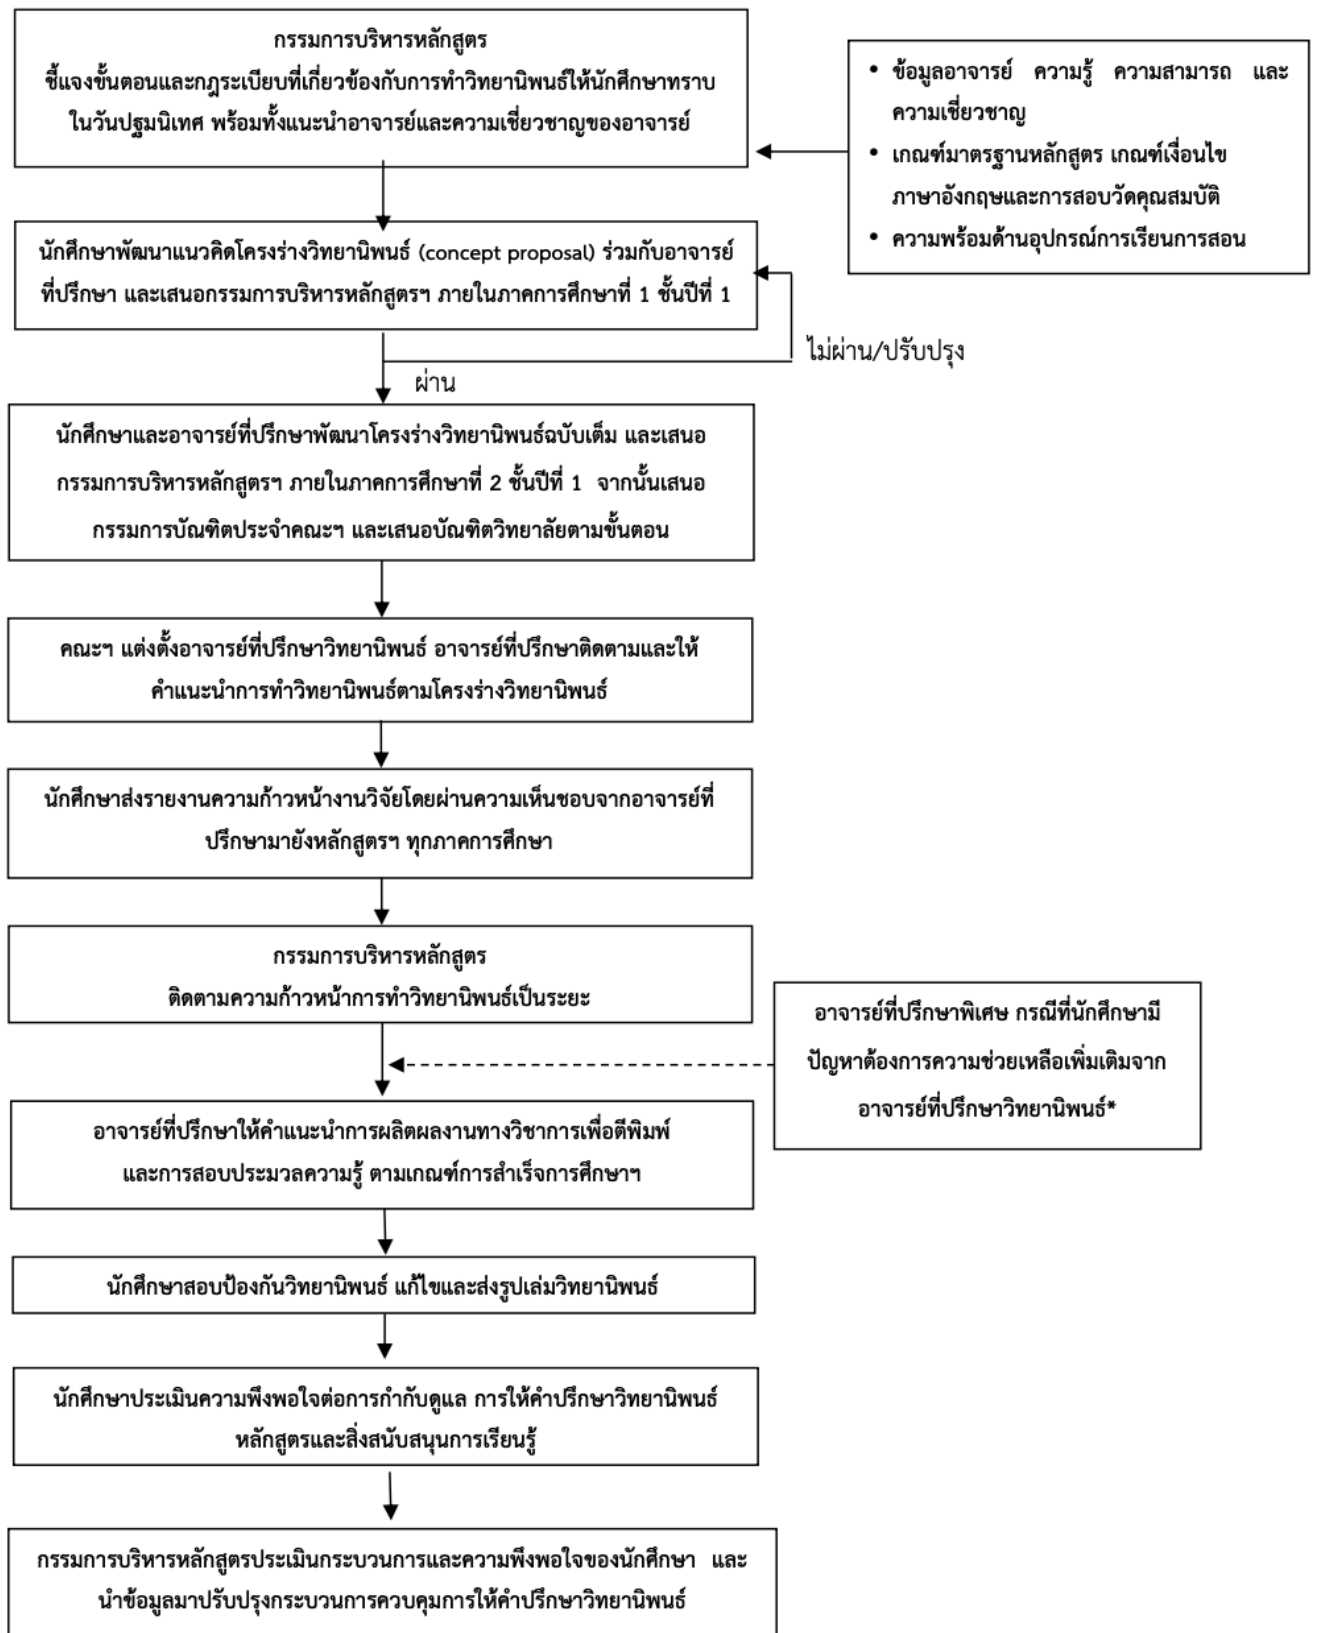 กรรมการบริหารหลักสูตร
ชี้แจงขั้นตอนและกฎระเบียบที่เกี่ยวข้องกับการทำวิทยานิพนธ์ให้นักศึกษาทราบ
ในวันปฐมนิเทศ พร้อมทั้งแนะนำอาจารย์และความเชี่ยวชาญของอาจารย์
• ข้อมูลอาจารย์ ความรู้ ความสามารถ และ
ความเชี่ยวชาญ
• เกณฑ์มาตรฐานหลักสูตร เกณฑ์เงื่อนไข
ภาษาอังกฤษและการสอบวัดคุณสมบัติ
• ความพร้อมด้านอุปกรณ์การเรียนการสอน
นักศึกษาพัฒนาแนวคิดโครงร่างวิทยานิพนธ์ (concept proposal) ร่วมกับอาจารย์
ที่ปรึกษา และเสนอกรรมการบริหารหลักสูตรฯ ภายในภาคการศึกษาที่ 1 ชั้นปีที่ 1
ไม่ผ่าน/ปรับปรุง
ผ่าน
นักศึกษาและอาจารย์ที่ปรึกษาพัฒนาโครงร่างวิทยานิพนธ์ฉบับเต็ม และเสนอ
กรรมการบริหารหลักสูตรฯ ภายในภาคการศึกษาที่ 2 ชั้นปีที่ 1 จากนั้นเสนอ
กรรมการบัณฑิตประจำคณะฯ และเสนอบัณฑิตวิทยาลัยตามขั้นตอน
คณะฯ แต่งตั้งอาจารย์ที่ปรึกษาวิทยานิพนธ์ อาจารย์ที่ปรึกษาติดตามและให้
คำแนะนำการทำวิทยานิพนธ์ตามโครงร่างวิทยานิพนธ์
นักศึกษาส่งรายงานความก้าวหน้างานวิจัยโดยผ่านความเห็นชอบจากอาจารย์ที่
ปรึกษามายังหลักสูตรฯ ทุกภาคการศึกษา
กรรมการบริหารหลักสูตร
ติดตามความก้าวหน้าการทำวิทยานิพนธ์เป็นระยะ
อาจารย์ที่ปรึกษาพิเศษ กรณีที่นักศึกษามี
ปัญหาต้องการความช่วยเหลือเพิ่มเติมจาก
อาจารย์ที่ปรึกษาวิทยานิพนธ์*
อาจารย์ที่ปรึกษาให้คำแนะนำการผลิตผลงานทางวิชาการเพื่อตีพิมพ์
และการสอบประมวลความรู้ ตามเกณฑ์การสำเร็จการศึกษาฯ
นักศึกษาสอบป้องกันวิทยานิพนธ์ แก้ไขและส่งรูปเล่มวิทยานิพนธ์
นักศึกษาประเมินความพึงพอใจต่อการกำกับดูแล การให้คำปรึกษาวิทยานิพนธ์
หลักสูตรและสิ่งสนับสนุนการเรียนรู้
กรรมการบริหารหลักสูตรประเมินกระบวนการและความพึงพอใจของนักศึกษา และ
นำข้อมูลมาปรับปรุงกระบวนการควบคุมการให้คำปรึกษาวิทยานิพนธ์